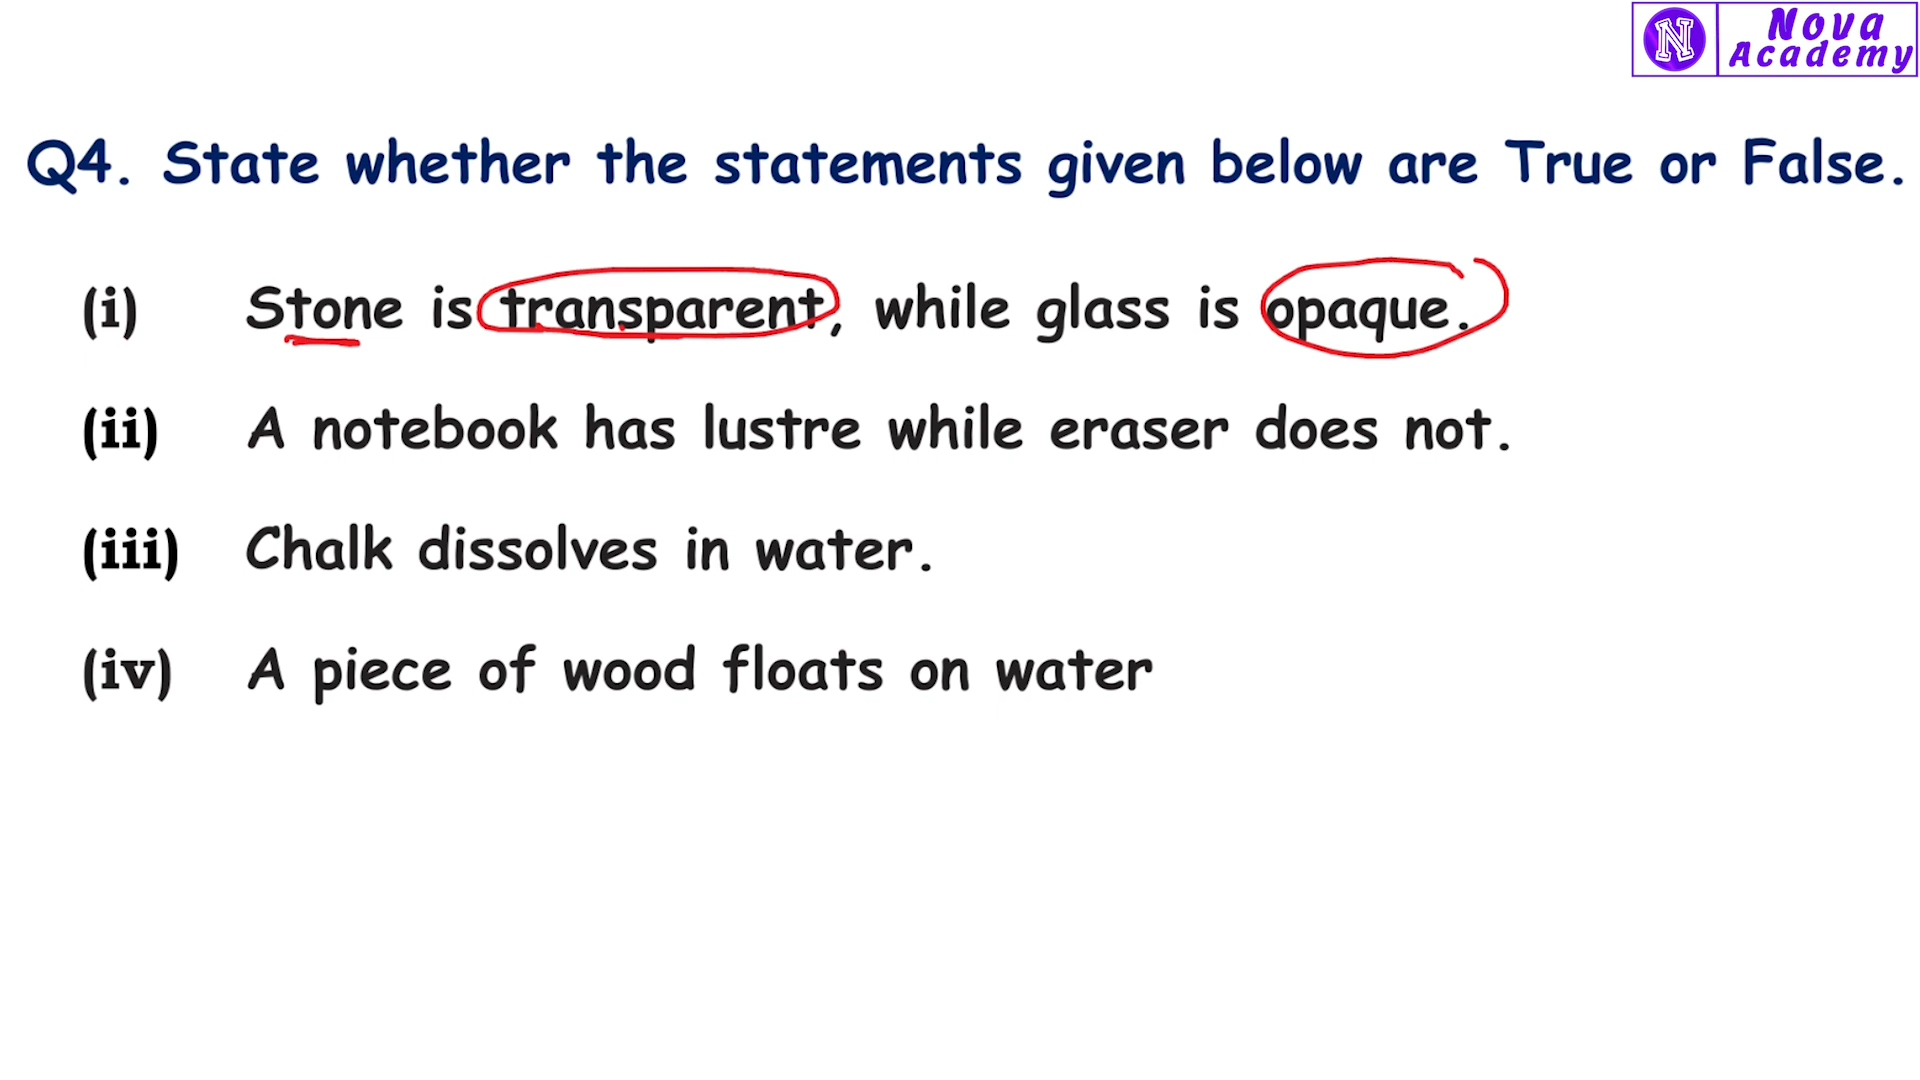 N Nova
Academy
Q4. State whether the statements given below are True or False.
(i) Stone is transparent, while glass is opaque.
(ii) A notebook has lustre while eraser does not.
(iii) Chalk dissolves in water.
(iv) A piece of wood floats on water